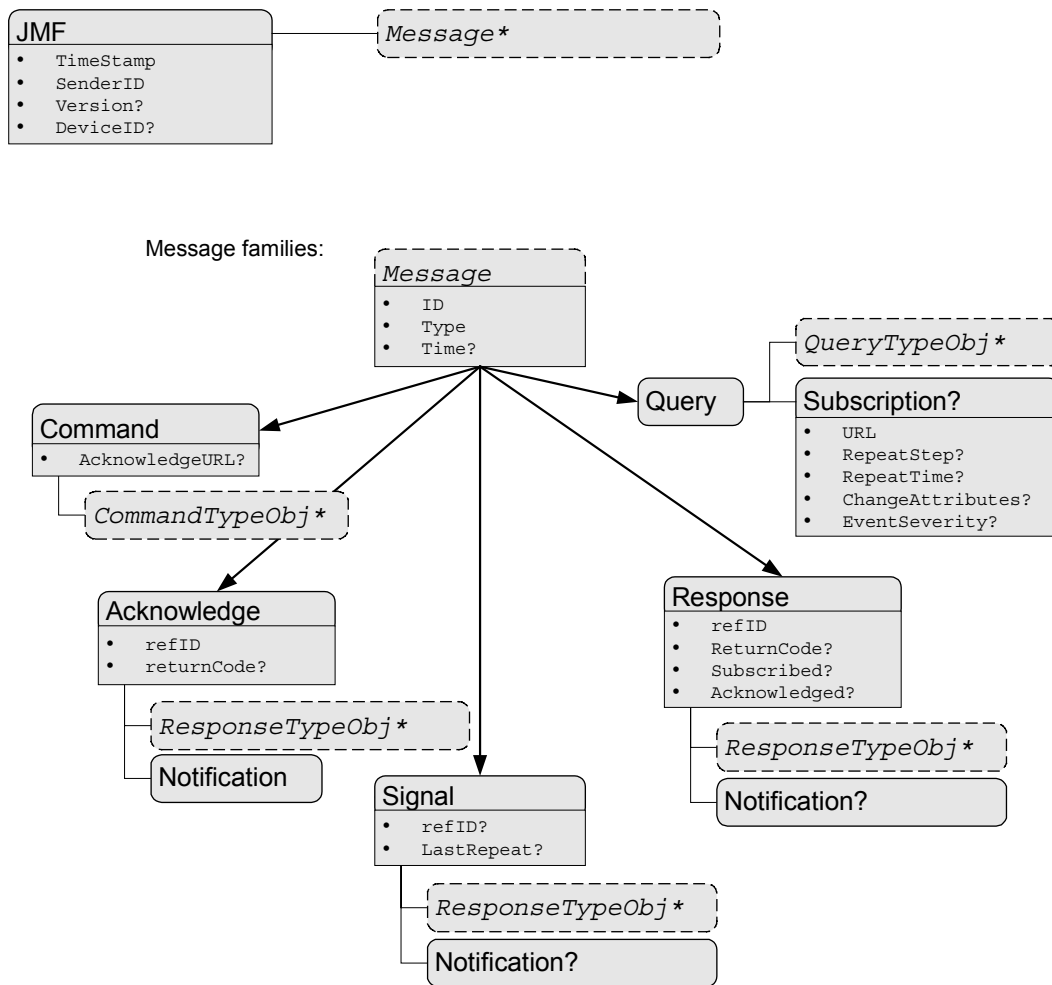 JMF
• TimeStamp
• SenderID
• Version?
• DeviceID?
Message*
Message families:
Message
• ID
• Type
• Time?
Query
QueryTypeObj*
Subscription?
• URL
• RepeatStep?
• RepeatTime?
• ChangeAttributes?
• EventSeverity?
Command
• AcknowledgeURL?
CommandTypeObj*
Acknowledge
• refID
• returnCode?
ResponseTypeObj*
Notification
Signal
• refID?
• LastRepeat?
ResponseTypeObj*
Notification?
Response
• refID
• ReturnCode?
• Subscribed?
• Acknowledged?
ResponseTypeObj*
Notification?